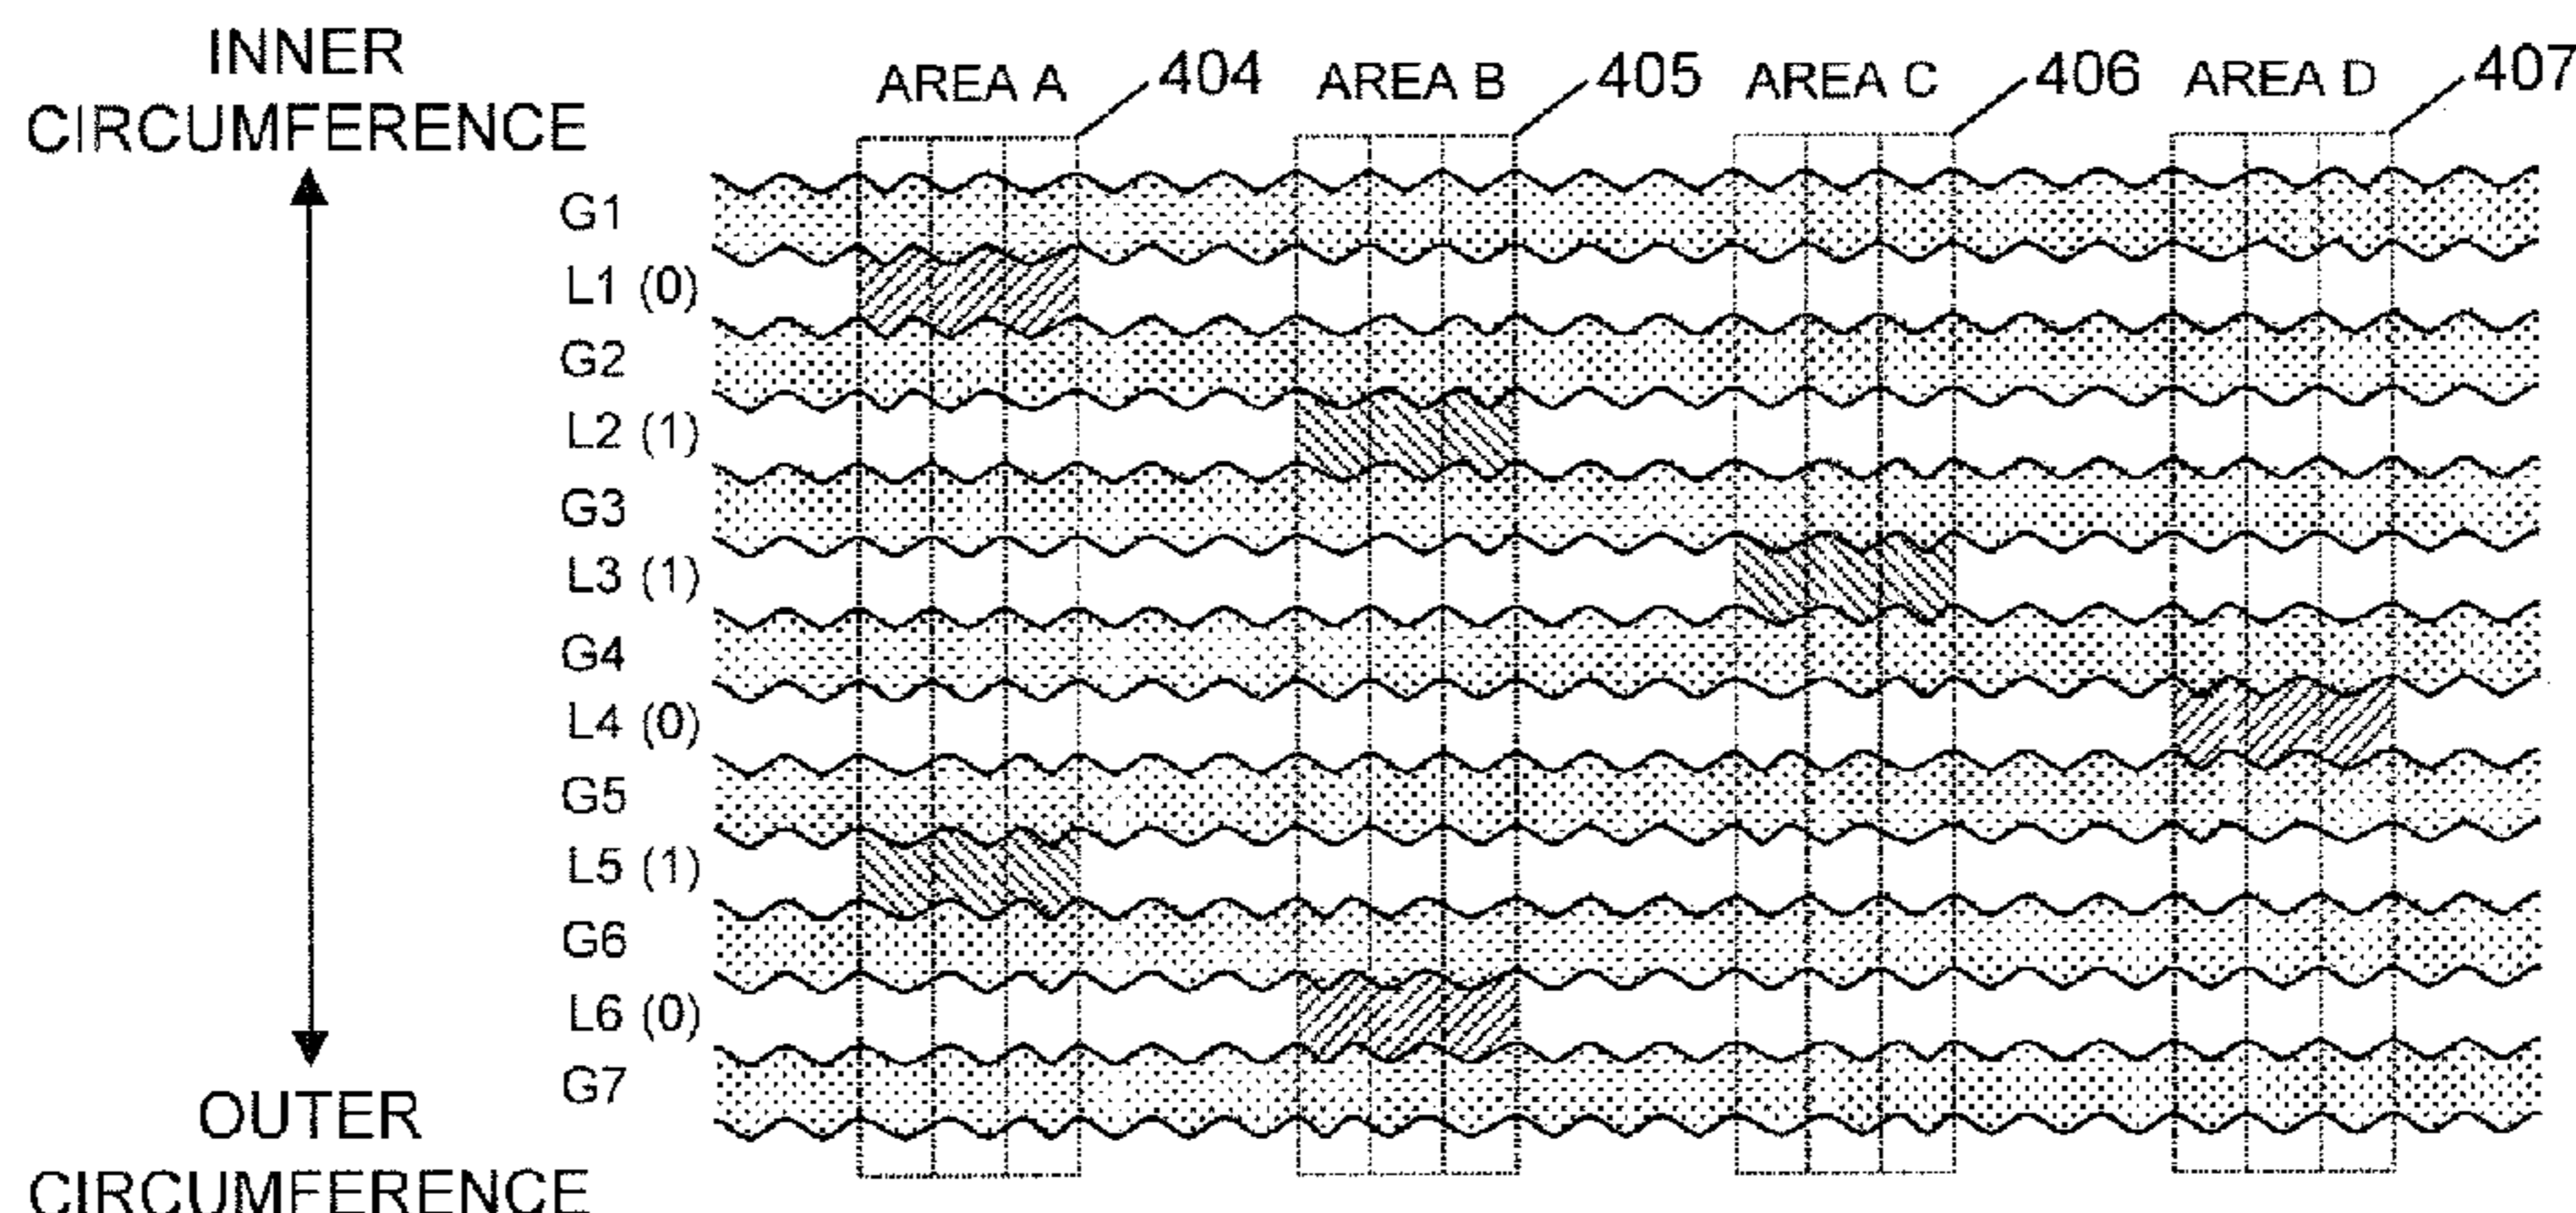 INNER
CIRCUMFERENCE
AREA A
404
AREA B
405
AREA C
406
AREA D
407
G1
L1 (0)
G2
L2 (1)
G3
L3 (1)
G4
L4 (0)
G5
L5 (1)
G6
L6 (0)
G7
OUTER
CIRCUMFERENCE